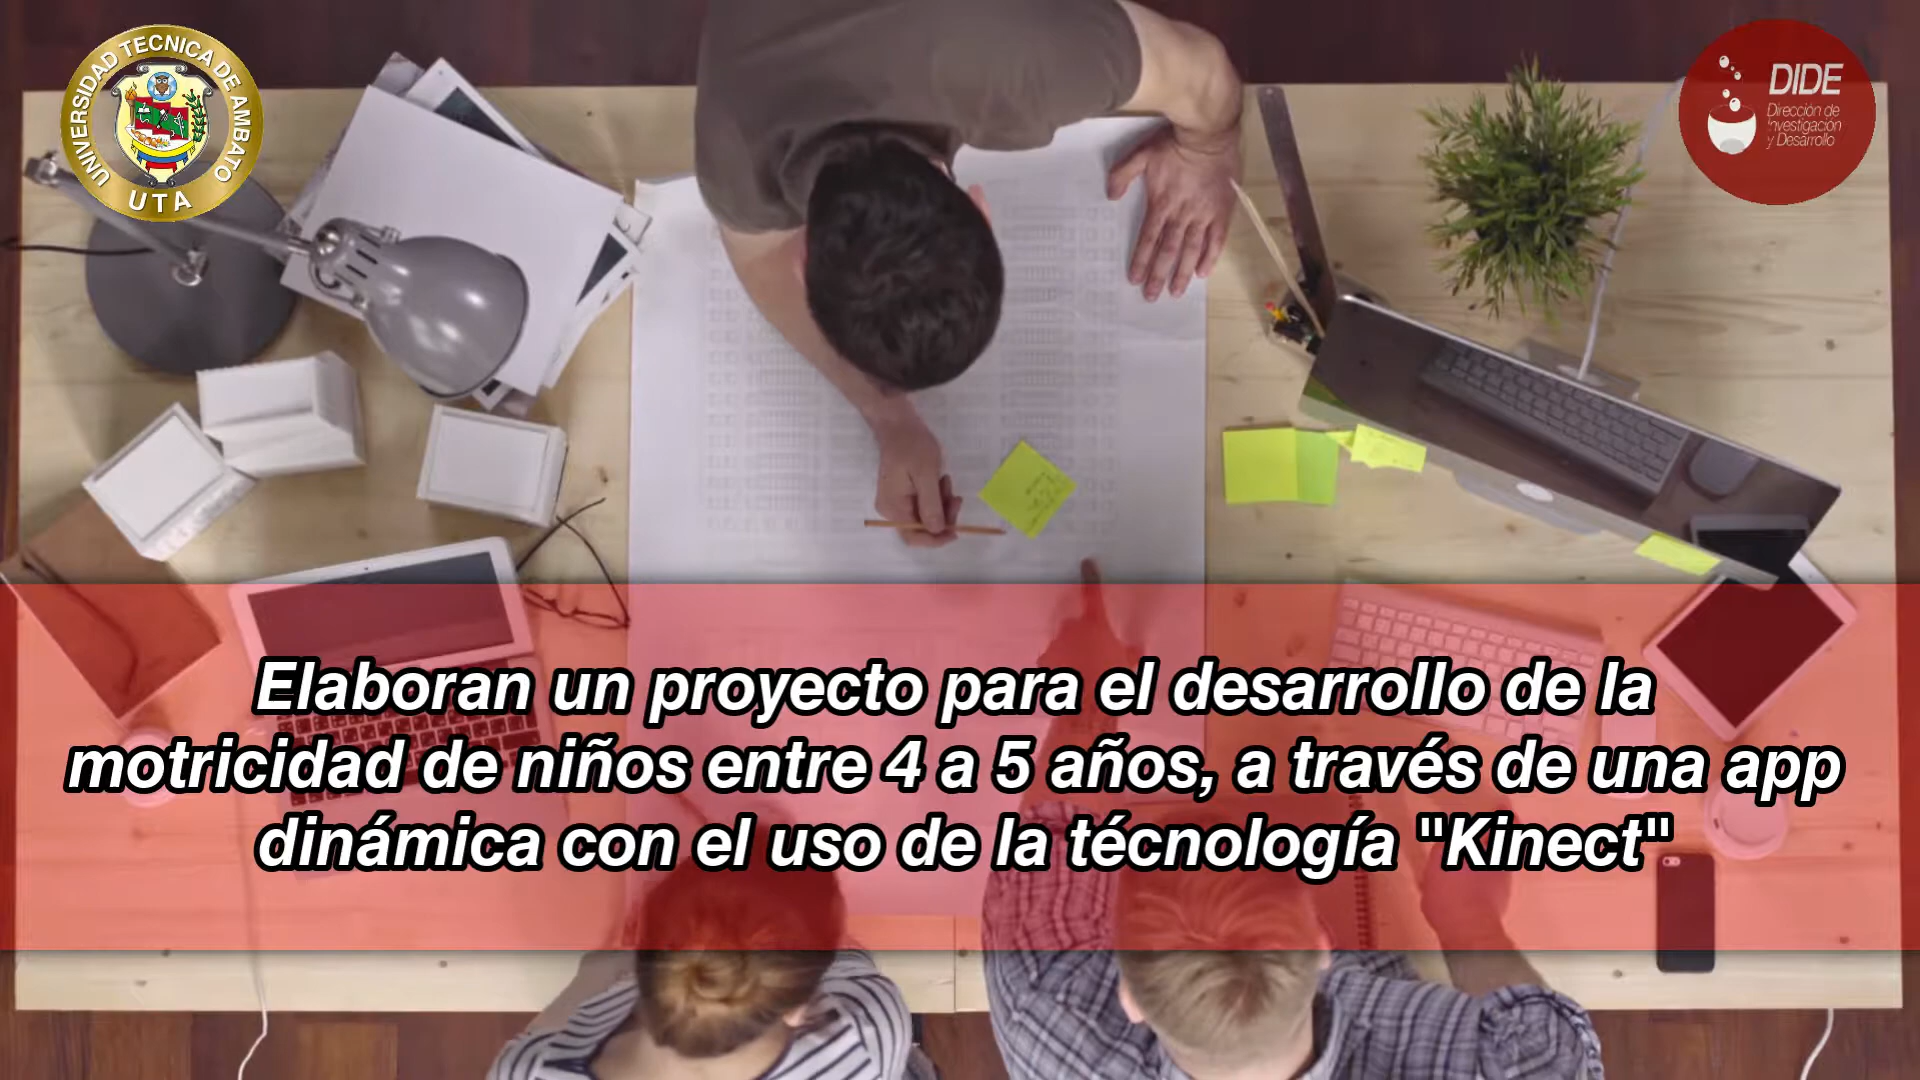 UNIVERSIDAD TECNICA DE AMBATO
UTA
DIDE
Dirección de
Investigación
y Desarrollo
Elaboran un proyecto para el desarrollo de la
motricidad de niños entre 4 a 5 años, a través de una app
dinámica con el uso de la técnología "Kinect"